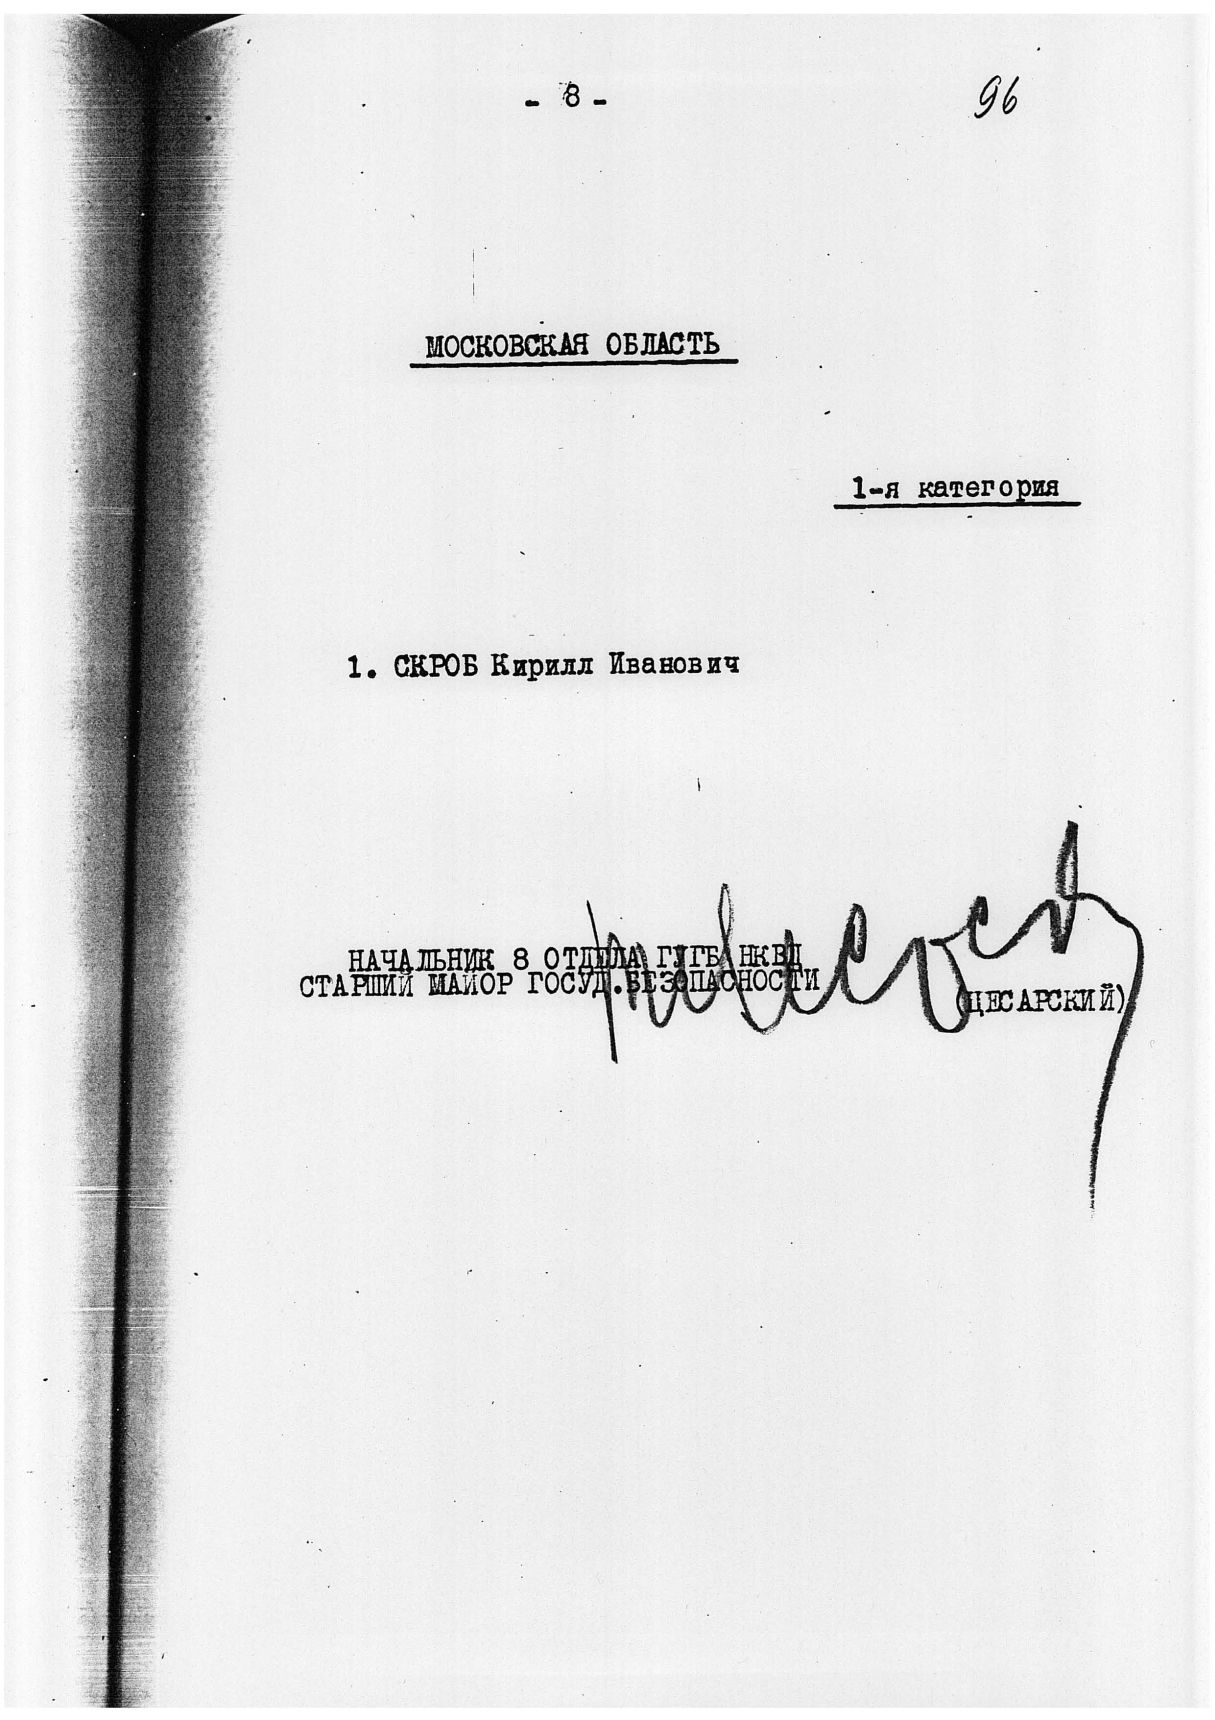 - 8 -
96
МОСКОВСКАЯ ОБЛАСТЬ
1-я категория
1. СКРОБ Кирилл Иванович
НАЧАЛЬНИК 8 ОТДЕЛА ГУГБ НКВД
СТАРШИЙ МАЙОР ГОСУД.БЕЗОПАСНОСТИ
(ЦЕСАРСКИЙ)